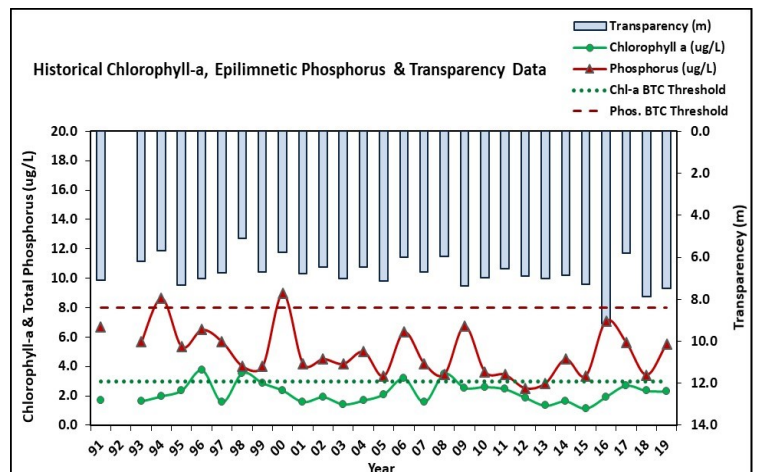 Transparency (m)
Chlorophyll a (ug/L)
Historical Chlorophyll-a, Epilimnetic Phosphorus & Transparency Data
Phosphorus (ug/L)
Chl-a BTC Threshold
Phos. BTC Threshold
20.0
18.0
16.0
14.0
12.0
10.0
8.0
6.0
4.0
2.0
0.0
Chlorophyll-a & Total Phosphorus (ug/L)
0.0
2.0
4.0
6.0
8.0
10.0
12.0
14.0
Transparencey (m)
91 92 93 94 95 96 97 98 99 00 01 02 03 04 05 06 07 08 09 10 11 12 13 14 15 16 17 18 19
Year